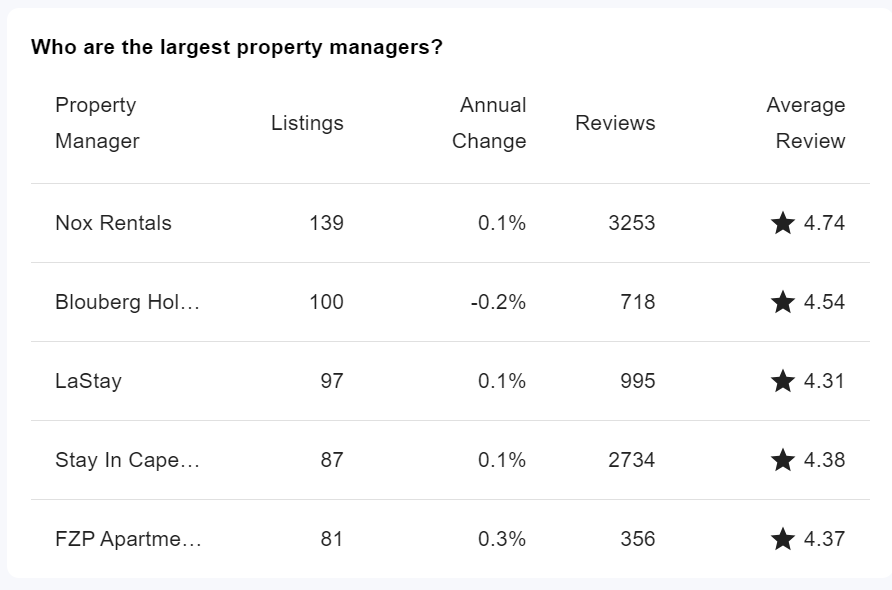 Who are the largest property managers?
Property Manager Listings Annual Change Reviews Average Review
Nox Rentals 139 0.1% 3253 ★ 4.74
Blouberg Hol… 100 -0.2% 718 ★ 4.54
LaStay 97 0.1% 995 ★ 4.31
Stay In Cape… 87 0.1% 2734 ★ 4.38
FZP Apartme… 81 0.3% 356 ★ 4.37